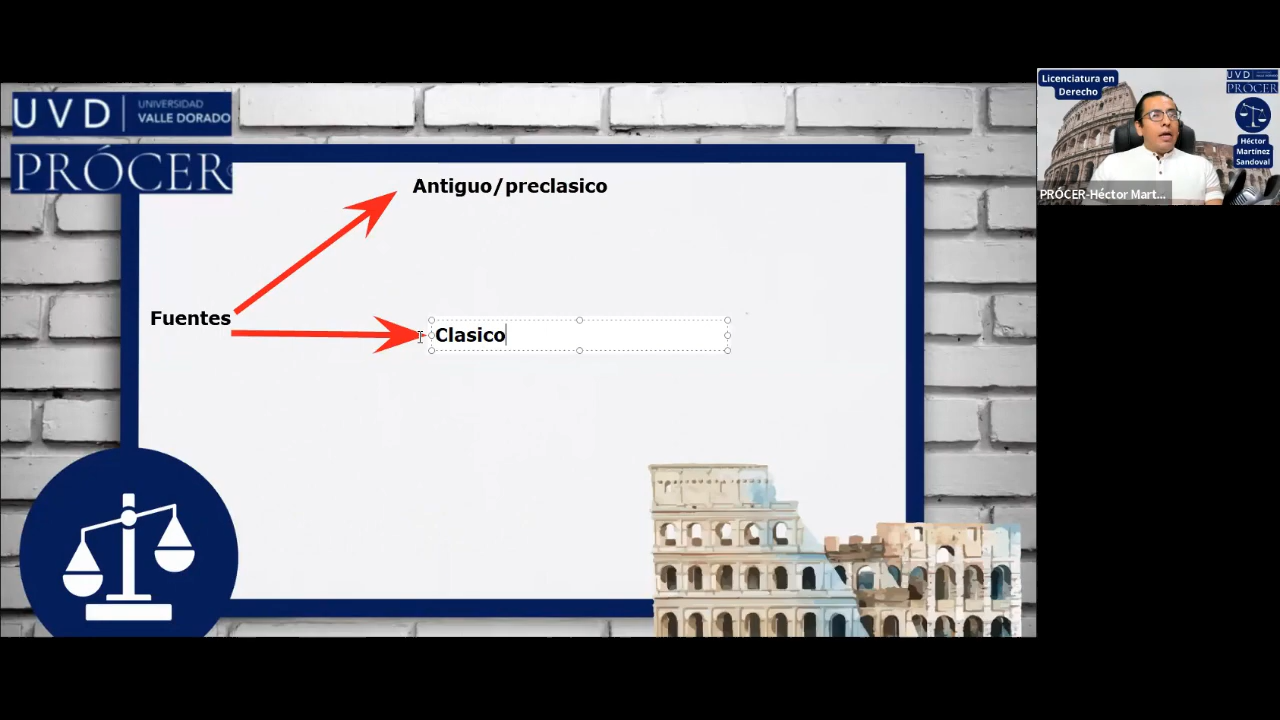 UVD
UNIVERSIDAD
VALLE DORADO
PRÓCER
Antiguo/preclasico
Fuentes
Clasico
Licenciatura en
Derecho
UVD
PRÓCER
Héctor
Martínez
Sandoval
PRÓCER-Héctor Mart...